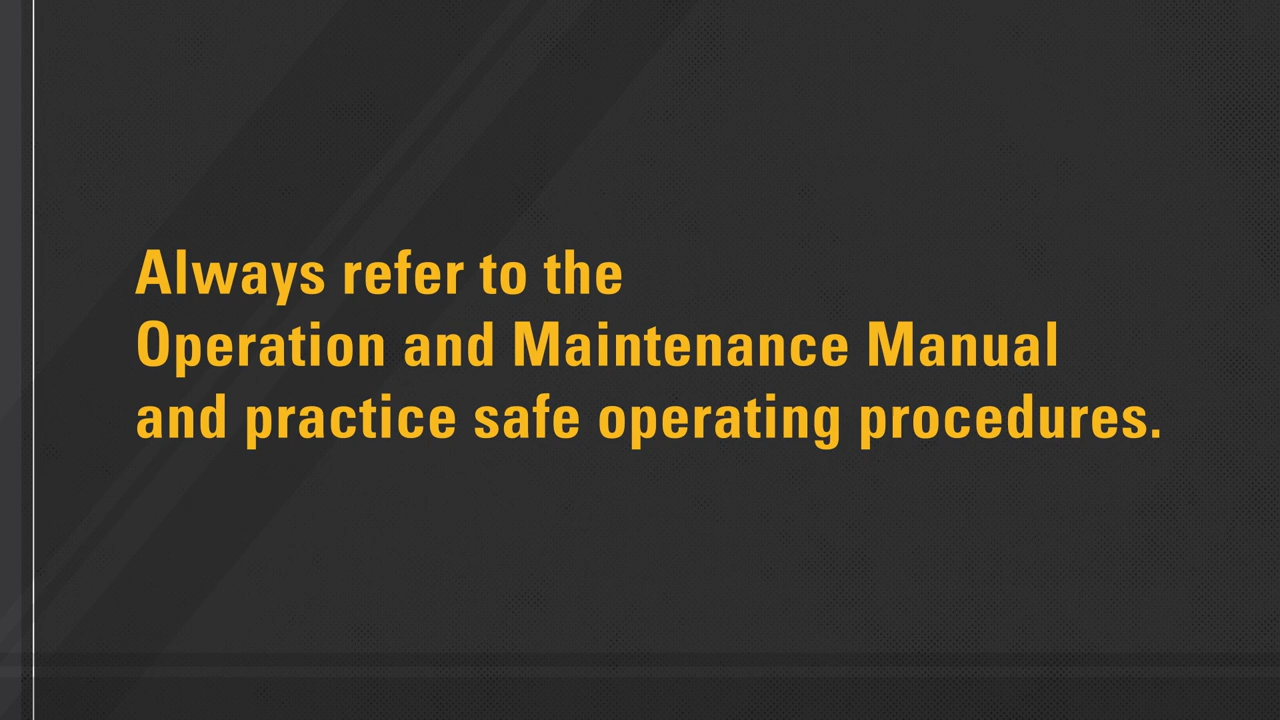 Always refer to the
Operation and Maintenance Manual
and practice safe operating procedures.